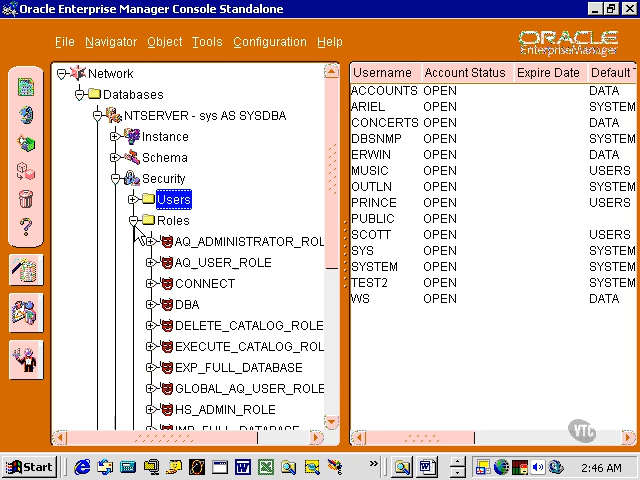 Oracle Enterprise Manager Console Standalone
File Navigator Object Tools Configuration Help
ORACLE
EnterpriseManager
Network
Databases
NTSERVER - sys AS SYSDBA
Instance
Schema
Security
Users
Roles
AQ_ADMINISTRATOR_ROL
AQ_USER_ROLE
CONNECT
DBA
DELETE_CATALOG_ROLE
EXECUTE_CATALOG_ROL
EXP_FULL_DATABASE
GLOBAL_AQ_USER_ROLE
HS_ADMIN_ROLE
IMP_FULL_DATABASE
Username Account Status Expire Date Default T
ACCOUNTS OPEN DATA
ARIEL OPEN SYSTEM
CONCERTS OPEN DATA
DBSNMP OPEN SYSTEM
ERWIN OPEN DATA
MUSIC OPEN USERS
OUTLN OPEN SYSTEM
PRINCE OPEN USERS
PUBLIC OPEN
SCOTT OPEN USERS
SYS OPEN SYSTEM
SYSTEM OPEN SYSTEM
TEST2 OPEN SYSTEM
WS OPEN DATA
VTC
Start
2:46 AM